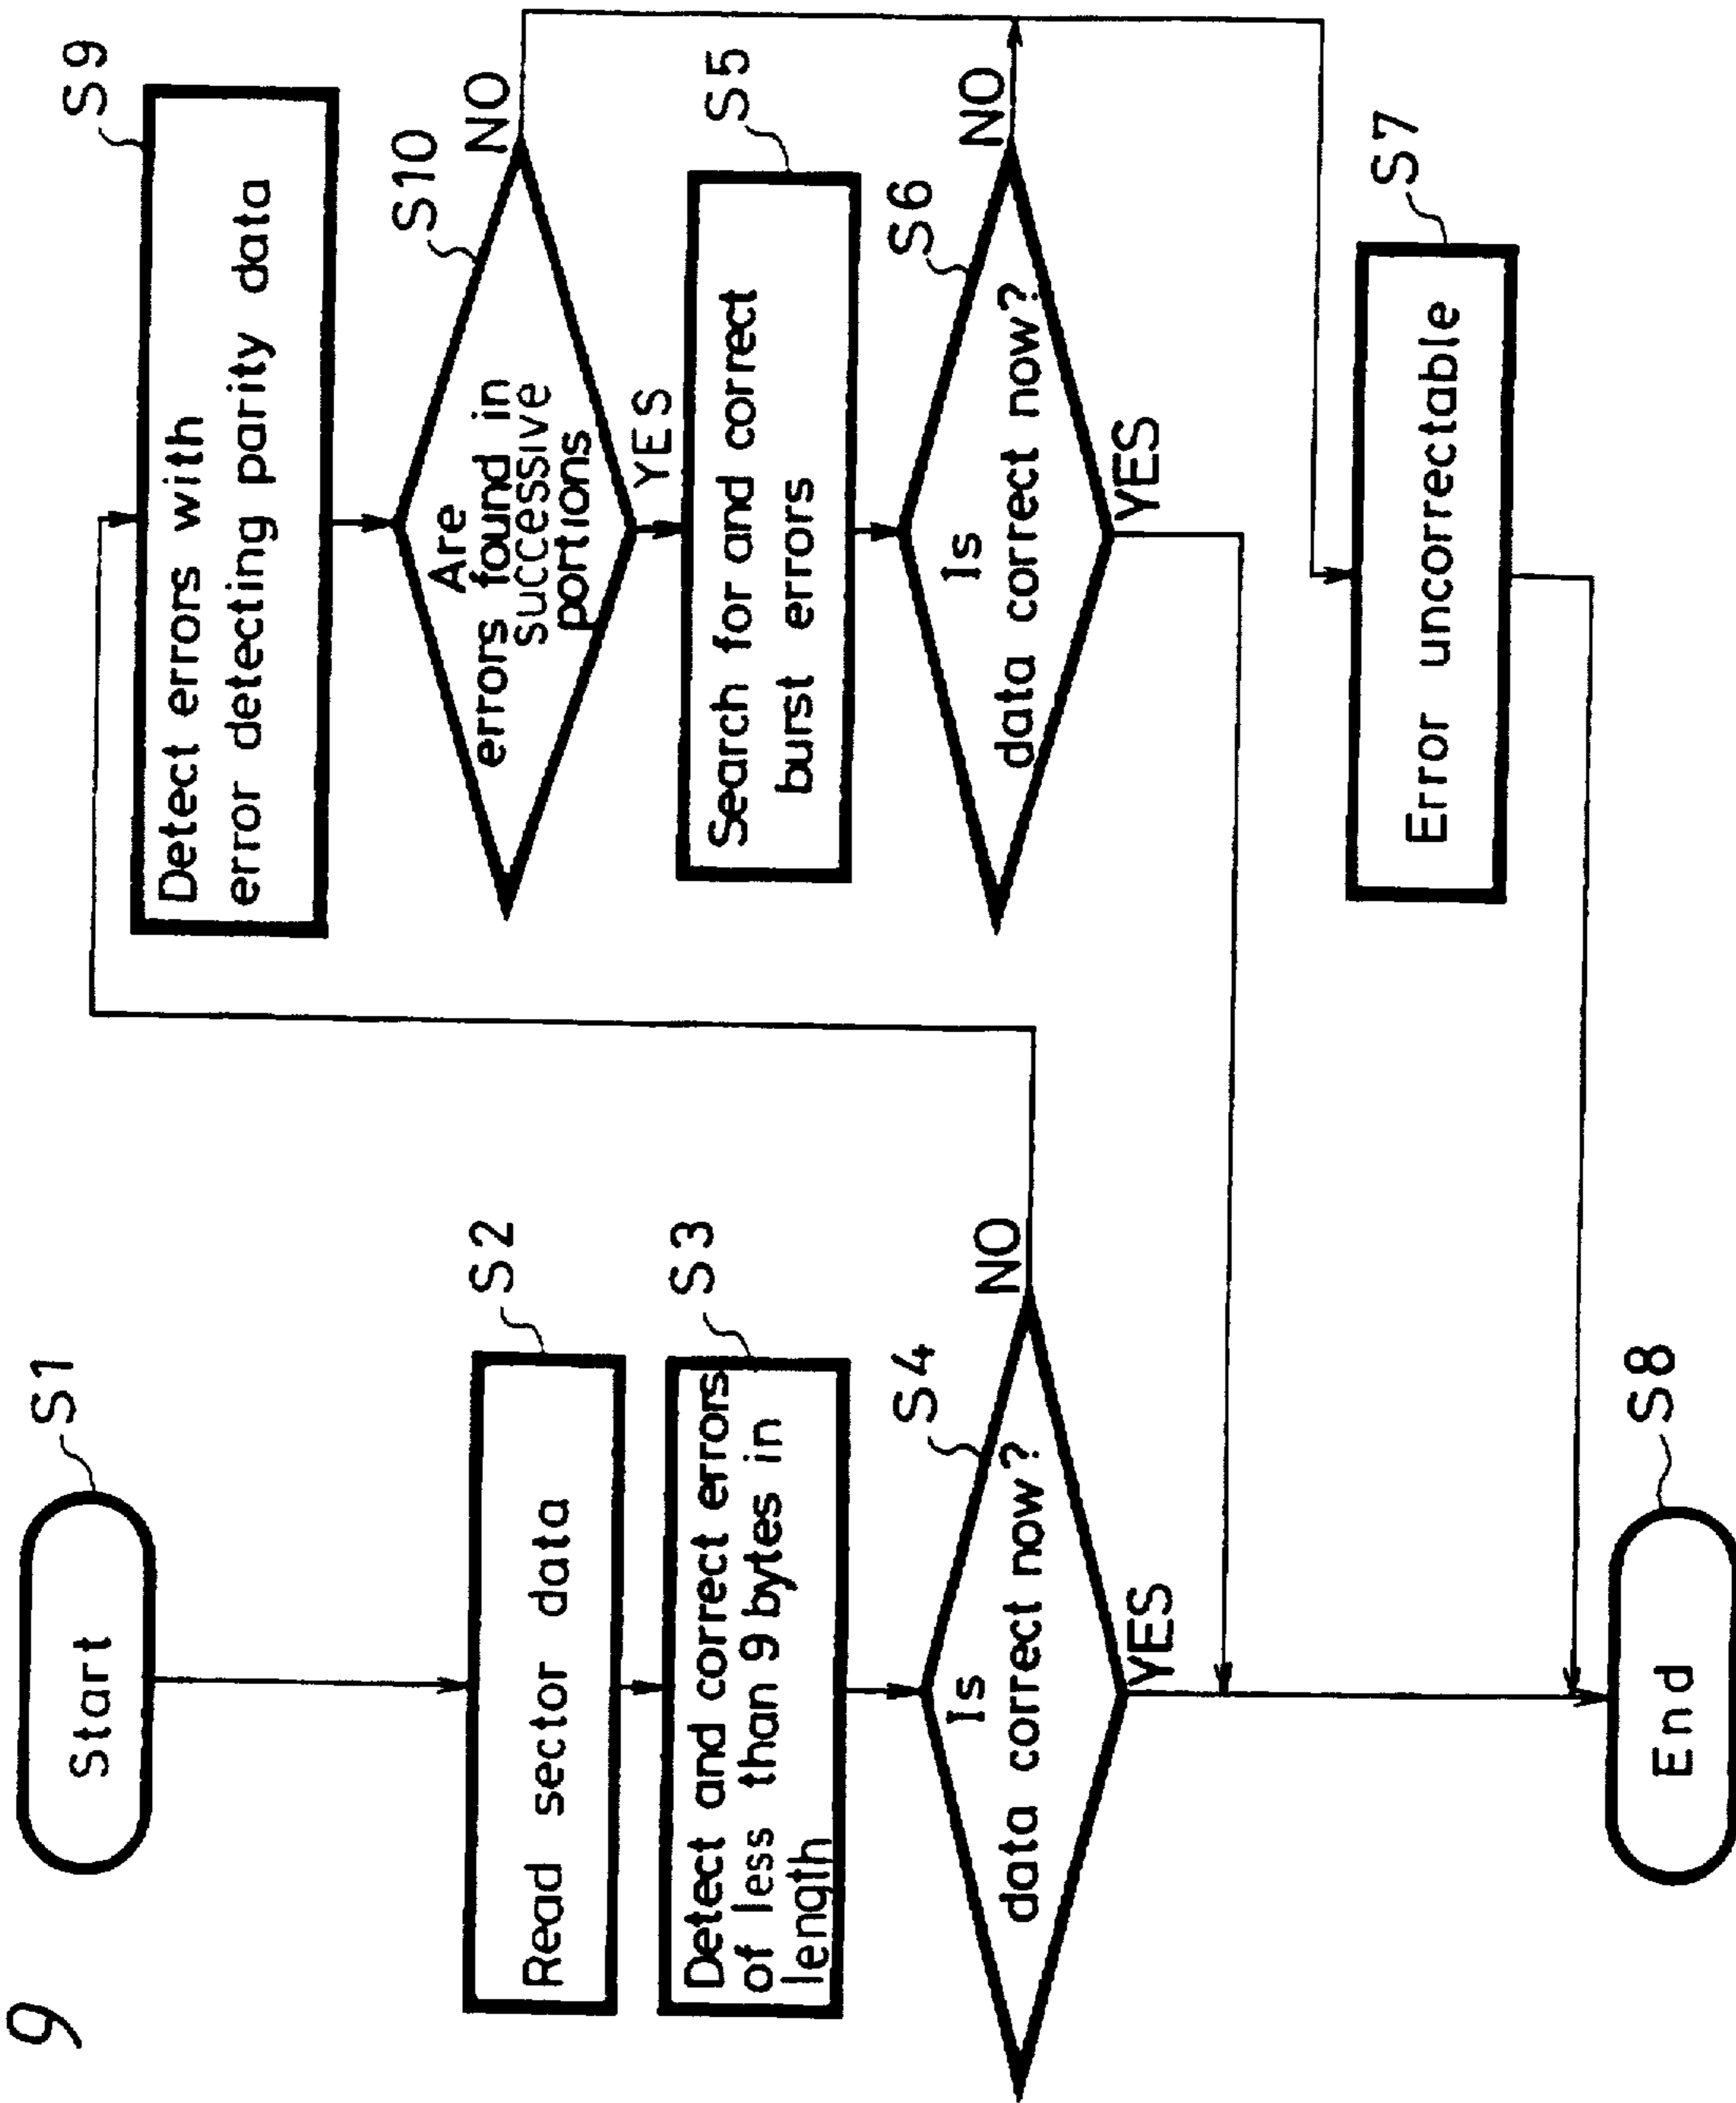 9
Start
S1
Read sector data
S2
Detect and correct errors
of less than 9 bytes in
length
S3
Is
data correct now?
S4
NO
YES
End
S8
Detect errors with
error detecting parity data
S9
Are
errors found in
successive
portions
S10
NO
YES
Search for and correct
burst errors
S5
Is
data correct now?
S6
NO
YES
Error uncorrectable
S7